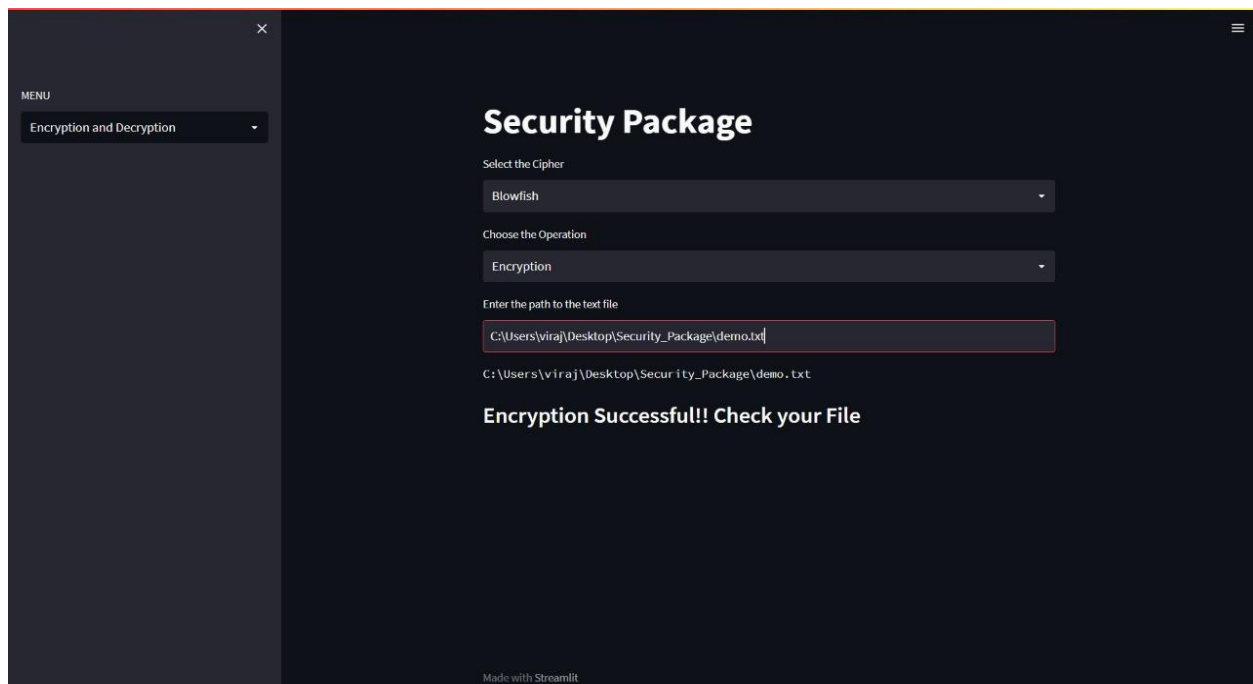 MENU
Encryption and Decryption
Security Package
Select the Cipher
Blowfish
Choose the Operation
Encryption
Enter the path to the text file
C:\Users\viraj\Desktop\Security_Package\demo.txt
C:\Users\viraj\Desktop\Security_Package\demo.txt
Encryption Successful!! Check your File
Made with Streamlit